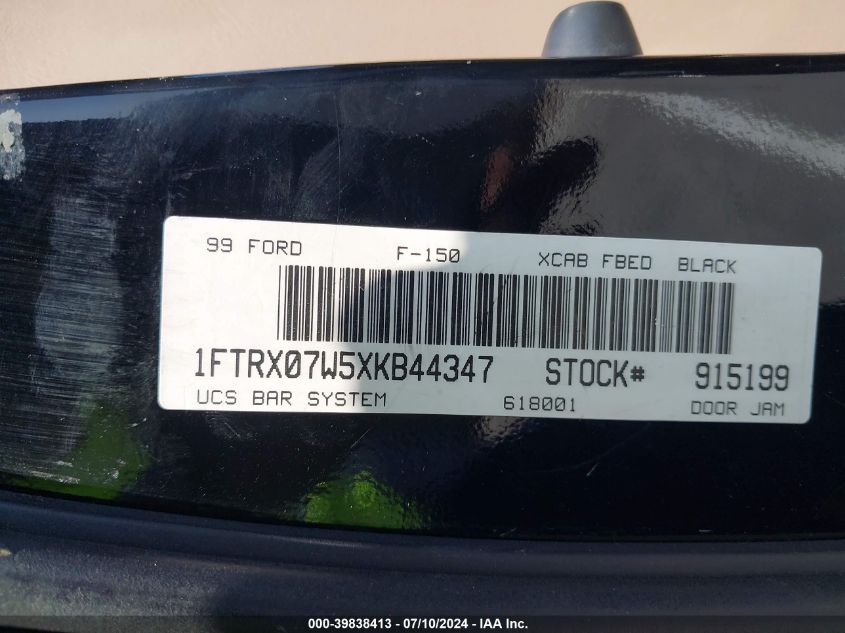 99 FORD F-150 XCAB FBED BLACK
1FTRX07W5XKB44347 STOCK# 915199
UCS BAR SYSTEM 618001 DOOR JAM
000-39838413 - 07/10/2024 - IAA Inc.